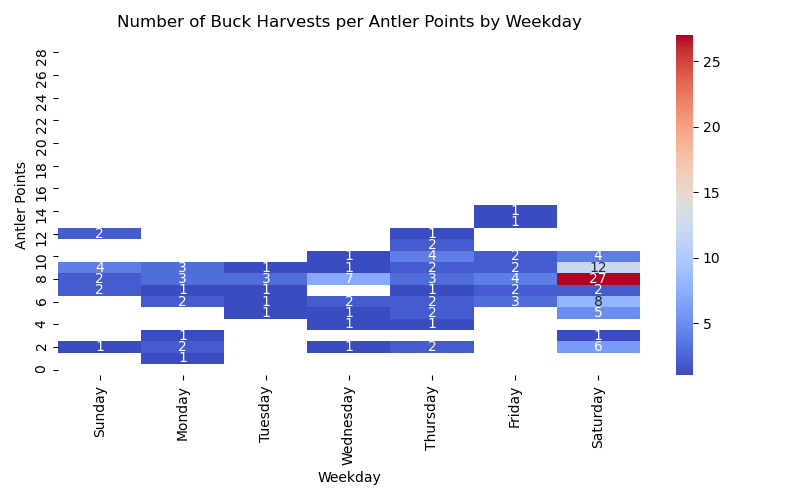 Number of Buck Harvests per Antler Points by Weekday
Antler Points
28
26
24
22
20
18
16
14
12
10
8
6
4
2
0
1
1
2 1
2
1 4 2 4
4 3 1 1 2 2 12
2 3 3 7 3 4 27
2 1 1 1 2 2
2 1 2 2 3 8
1 1 2 5
1 1
1 1
1 2 1 2 6
1
Sunday Monday Tuesday Wednesday Thursday Friday Saturday
Weekday
25
20
15
10
5